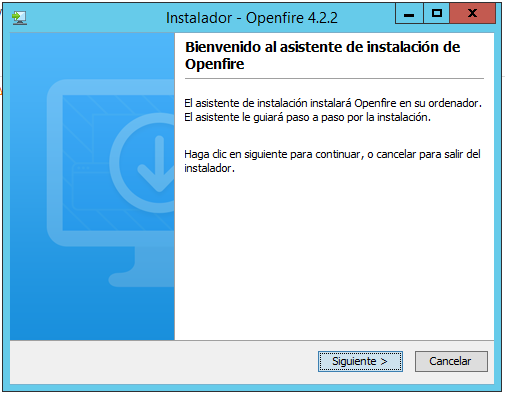 Instalador - Openfire 4.2.2
Bienvenido al asistente de instalación de
Openfire
El asistente de instalación instalará Openfire en su ordenador.
El asistente le guiará paso a paso por la instalación.
Haga clic en siguiente para continuar, o cancelar para salir del
instalador.
Siguiente >
Cancelar